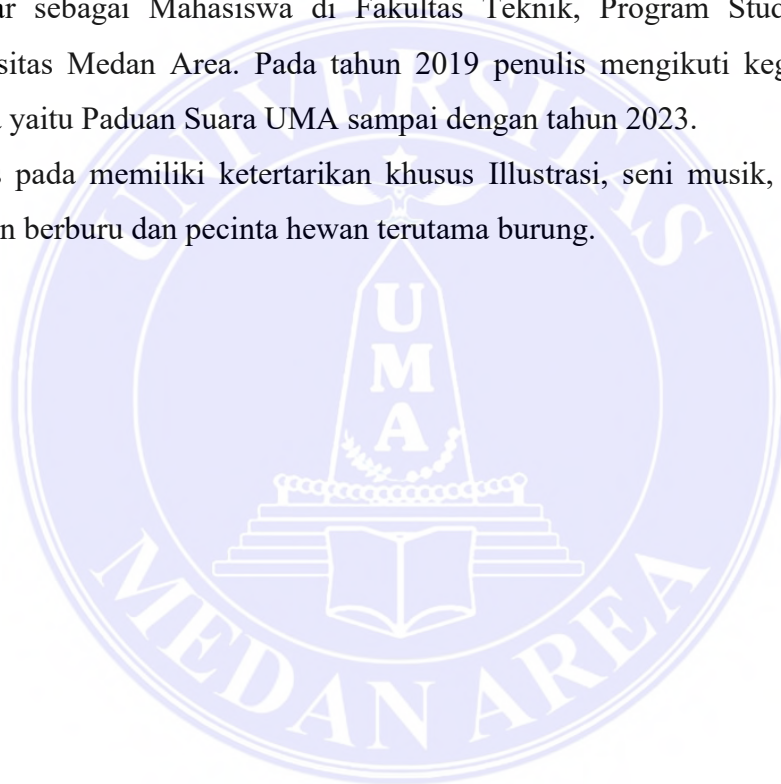 ar sebagai Mahasiswa di Fakultas Teknik, Program Stud
sitas Medan Area. Pada tahun 2019 penulis mengikuti keg
yaitu Paduan Suara UMA sampai dengan tahun 2023.
pada memiliki ketertarikan khusus Illustrasi, seni musik,
n berburu dan pecinta hewan terutama burung.
UNIVERSITAS
U
M
A
MEDAN AREA